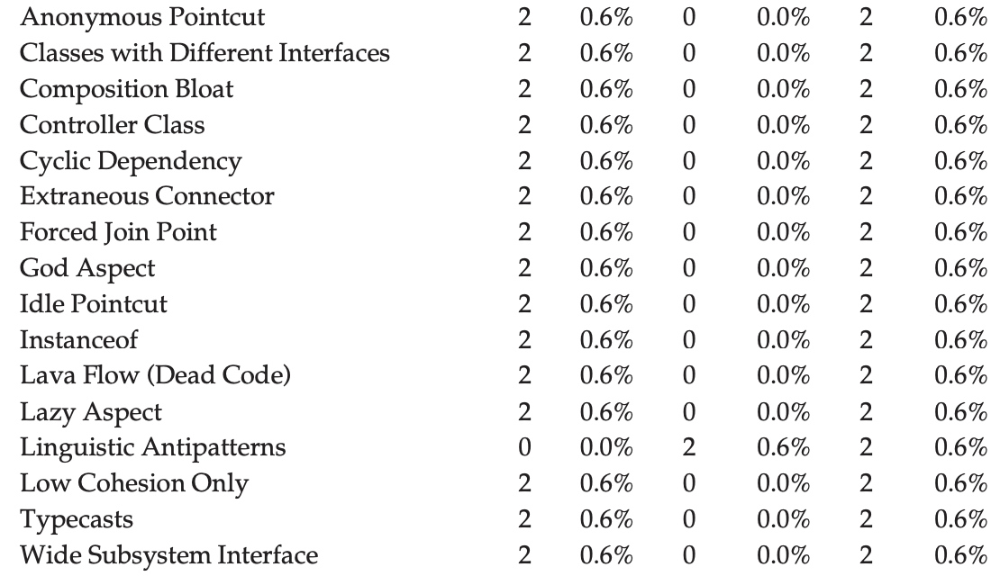 Anonymous Pointcut 2 0.6% 0 0.0% 2 0.6%
Classes with Different Interfaces 2 0.6% 0 0.0% 2 0.6%
Composition Bloat 2 0.6% 0 0.0% 2 0.6%
Controller Class 2 0.6% 0 0.0% 2 0.6%
Cyclic Dependency 2 0.6% 0 0.0% 2 0.6%
Extraneous Connector 2 0.6% 0 0.0% 2 0.6%
Forced Join Point 2 0.6% 0 0.0% 2 0.6%
God Aspect 2 0.6% 0 0.0% 2 0.6%
Idle Pointcut 2 0.6% 0 0.0% 2 0.6%
Instanceof 2 0.6% 0 0.0% 2 0.6%
Lava Flow (Dead Code) 2 0.6% 0 0.0% 2 0.6%
Lazy Aspect 2 0.6% 0 0.0% 2 0.6%
Linguistic Antipatterns 0 0.0% 2 0.6% 2 0.6%
Low Cohesion Only 2 0.6% 0 0.0% 2 0.6%
Typecasts 2 0.6% 0 0.0% 2 0.6%
Wide Subsystem Interface 2 0.6% 0 0.0% 2 0.6%